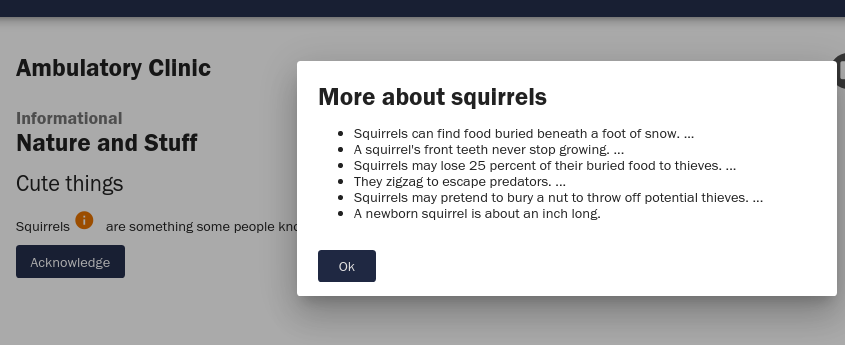 Ambulatory Clinic
Informational
Nature and Stuff
Cute things
Squirrels are something some people
Acknowledge
More about squirrels
Squirrels can find food buried beneath a foot of snow. ...
A squirrel's front teeth never stop growing. ...
Squirrels may lose 25 percent of their buried food to thieves. ...
They zigzag to escape predators. ...
Squirrels may pretend to bury a nut to throw off potential thieves. ...
A newborn squirrel is about an inch long.
Ok